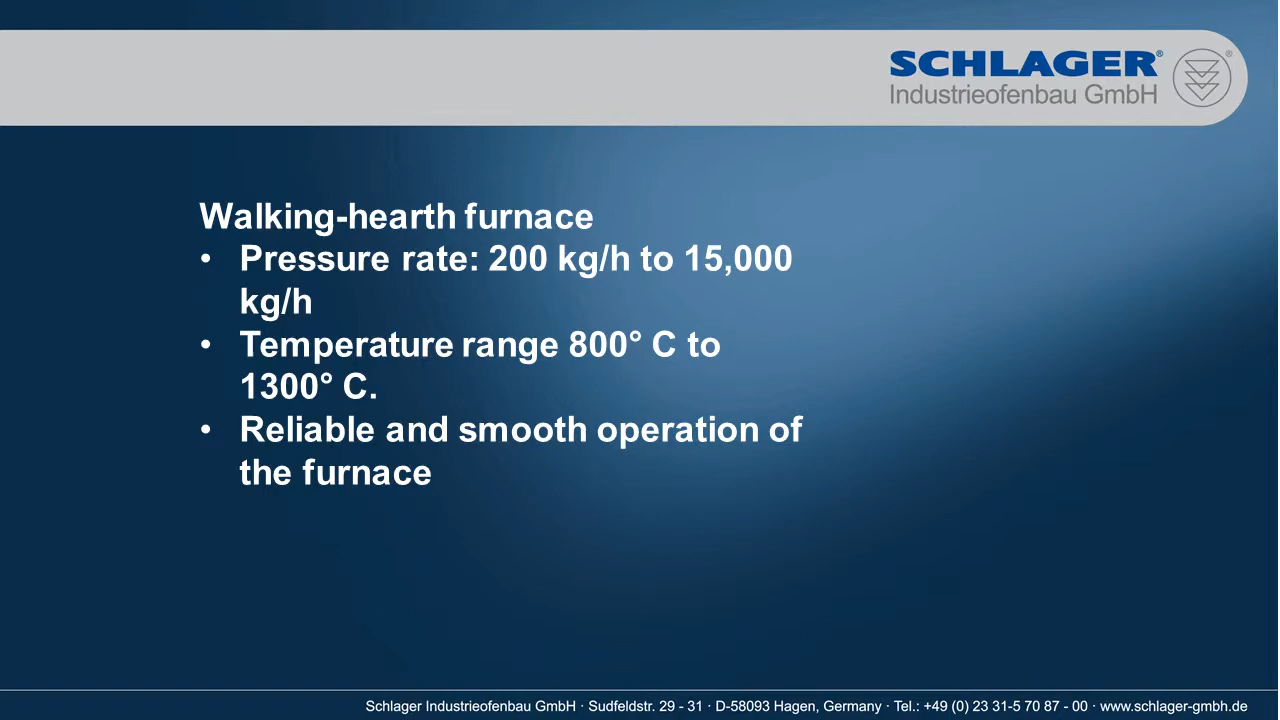 SCHLAGER®
Industrieofenbau GmbH
®
Walking-hearth furnace
• Pressure rate: 200 kg/h to 15,000
kg/h
• Temperature range 800° C to
1300° C.
• Reliable and smooth operation of
the furnace
Schlager Industrieofenbau GmbH · Sudfeldstr. 29 - 31 · D-58093 Hagen, Germany · Tel.: +49 (0) 23 31-5 70 87 - 00 · www.schlager-gmbh.de